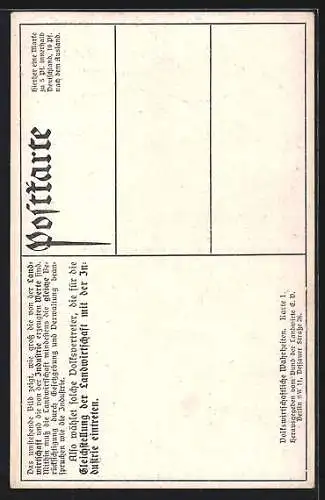 Das umstehende Bild zeigt, wie groß die von der Land-
wirtschaft und die von der Industrie erzeugten Werte sind.
Mithin muß die Landwirtschaft mindestens die gleiche Be-
rücksichtigung durch Gesetzgebung und Verwaltung bean-
spruchen wie die Industrie.
Also wählet solche Volksvertreter, die für die
Gleichstellung der Landwirtschaft mit der In-
dustrie eintreten.
Volkswirtschaftliche Wahrheiten. Karte 1.
Herausgegeben vom Bund der Landwirte E. V.
Berlin SW 11, Dessauer Straße 26.
Postkarte
Hierher eine Marke
zu 5 Pf. innerhalb
Deutschland, 10 Pf.
nach dem Ausland.